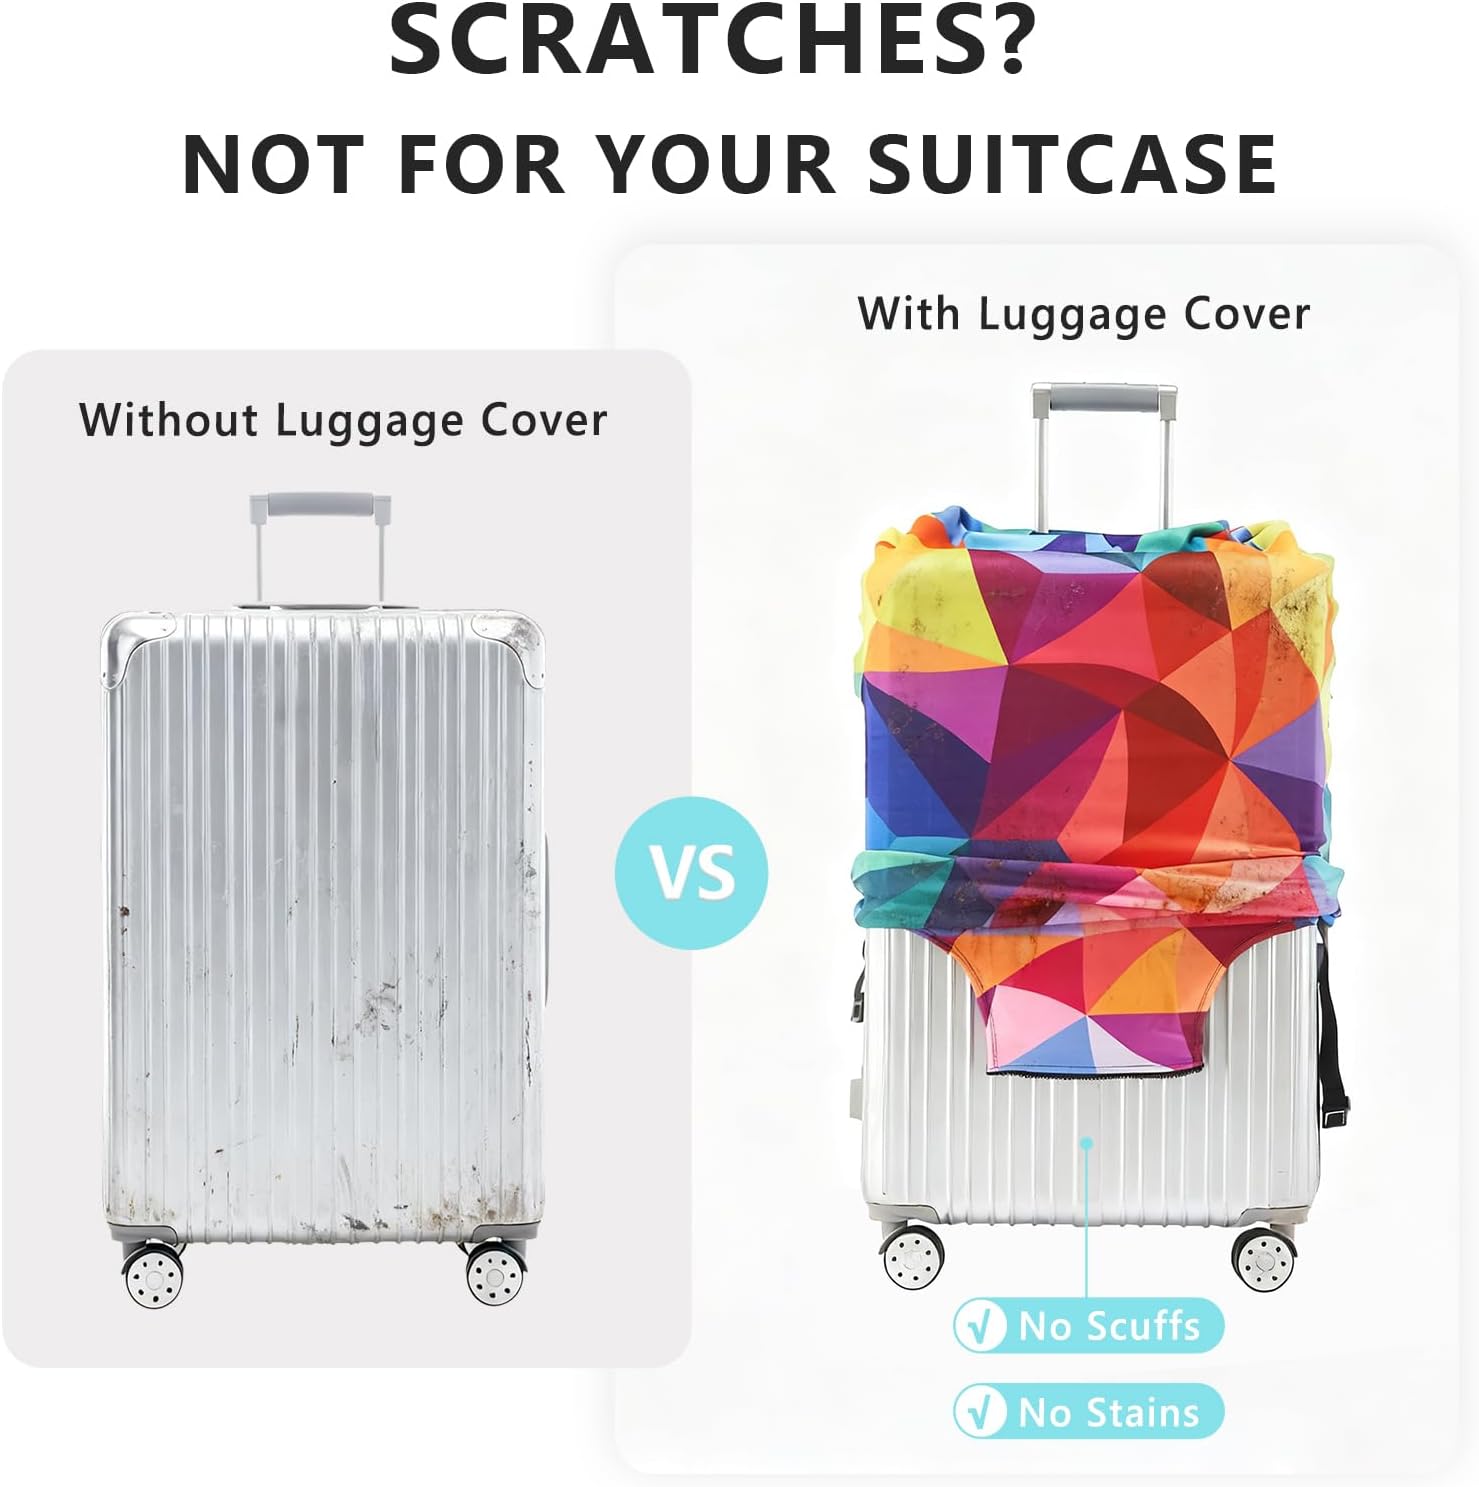 SCRATCHES?
NOT FOR YOUR SUITCASE
With Luggage Cover
Without Luggage Cover
VS
√ No Scuffs
√ No Stains